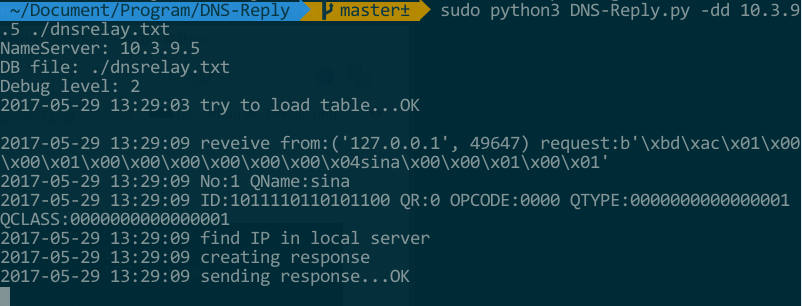 ~/Document/Program/DNS-Reply master± sudo python3 DNS-Reply.py -dd 10.3.9
.5 ./dnsrelay.txt
NameServer: 10.3.9.5
DB file: ./dnsrelay.txt
Debug level: 2
2017-05-29 13:29:03 try to load table...OK
2017-05-29 13:29:09 reveive from:('127.0.0.1', 49647) request:b'\xbd\xac\x01\x00
\x00\x01\x00\x00\x00\x00\x00\x00\x04sina\x00\x00\x01\x00\x01'
2017-05-29 13:29:09 No:1 QName:sina
2017-05-29 13:29:09 ID:1011110110101100 QR:0 OPCODE:0000 QTYPE:0000000000000001
QCLASS:0000000000000001
2017-05-29 13:29:09 find IP in local server
2017-05-29 13:29:09 creating response
2017-05-29 13:29:09 sending response...OK